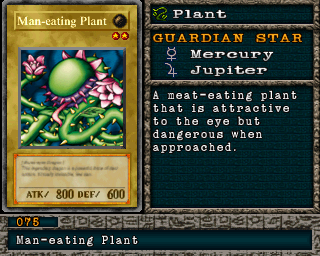 Man-eating Plant
ATK/ 800 DEF/ 600
Plant
GUARDIAN STAR
Mercury
Jupiter
A meat-eating plant
that is attractive
to the eye but
dangerous when
approached.
075
Man-eating Plant